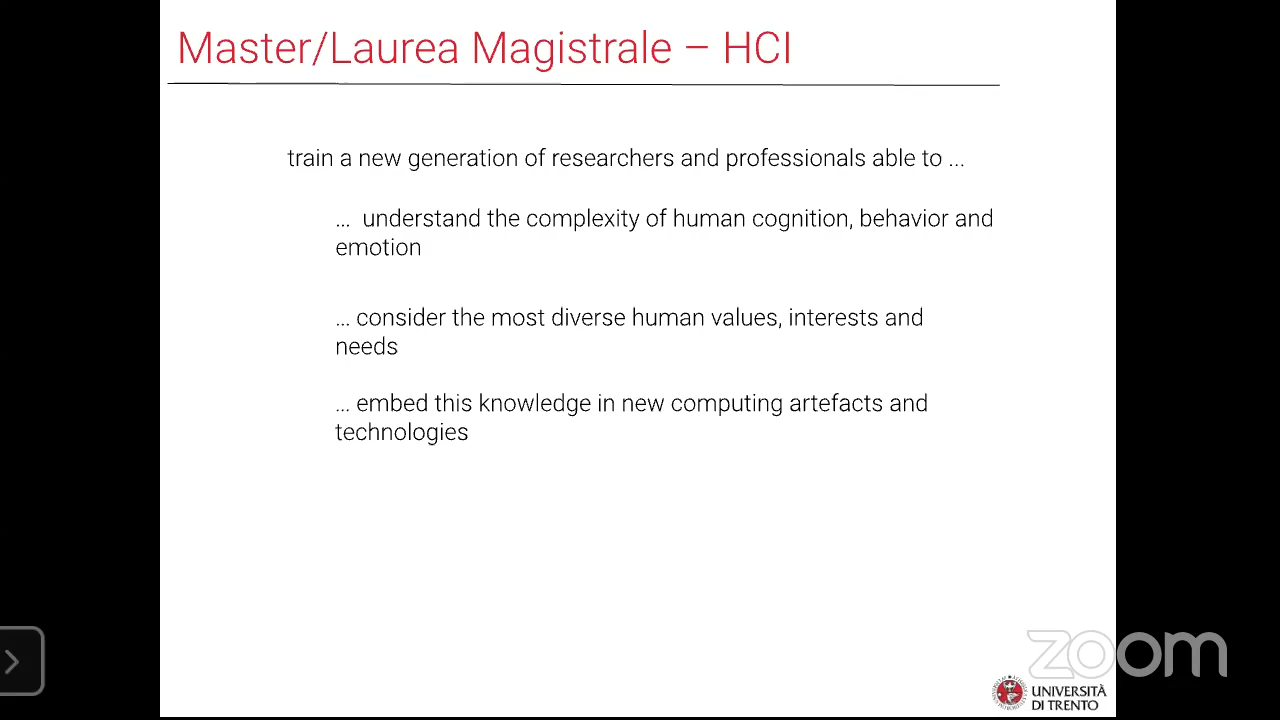 Master/Laurea Magistrale – HCI
train a new generation of researchers and professionals able to ...
... understand the complexity of human cognition, behavior and
emotion
... consider the most diverse human values, interests and
needs
... embed this knowledge in new computing artefacts and
technologies
zoom
UNIVERSITÀ
DI TRENTO